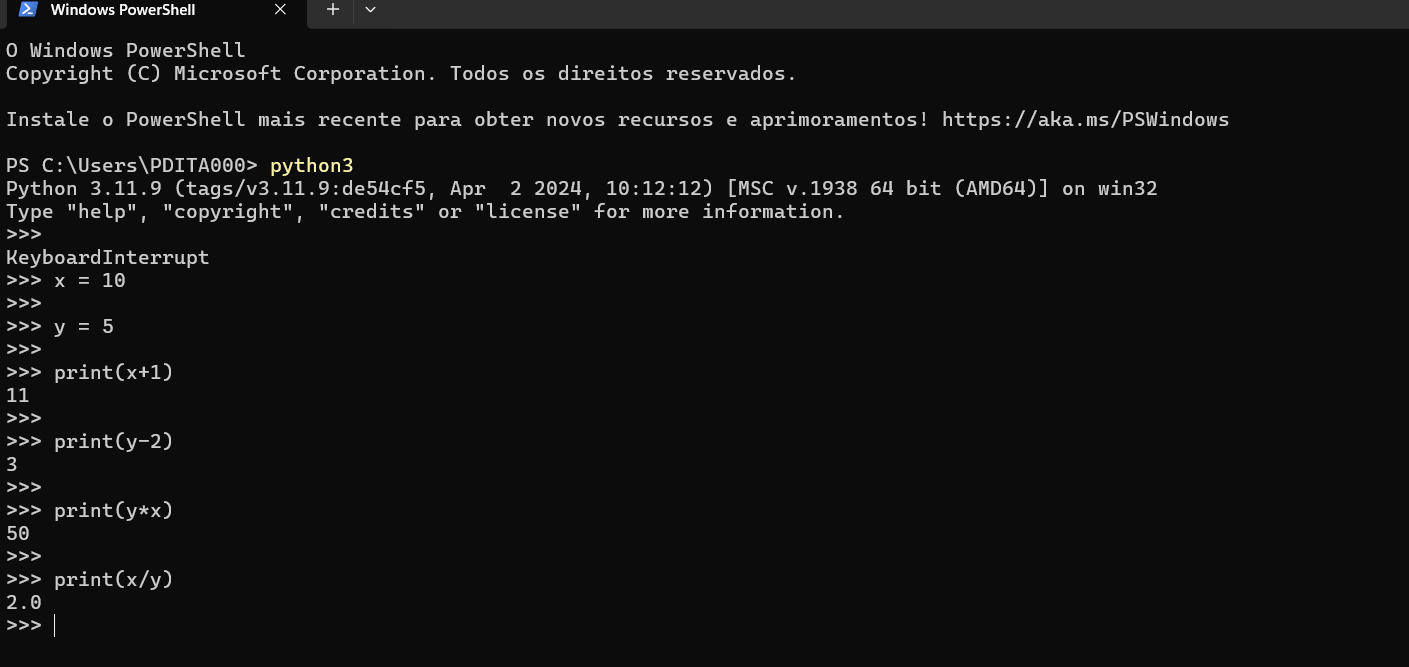 Windows PowerShell
O Windows PowerShell
Copyright (C) Microsoft Corporation. Todos os direitos reservados.
Instale o PowerShell mais recente para obter novos recursos e aprimoramentos! https://aka.ms/PSWindows
PS C:\Users\PDITA000> python3
Python 3.11.9 (tags/v3.11.9:de54cf5, Apr  2 2024, 10:12:12) [MSC v.1938 64 bit (AMD64)] on win32
Type "help", "copyright", "credits" or "license" for more information.
>>>
KeyboardInterrupt
>>> x = 10
>>>
>>> y = 5
>>>
>>> print(x+1)
11
>>>
>>> print(y-2)
3
>>>
>>> print(y*x)
50
>>>
>>> print(x/y)
2.0
>>>